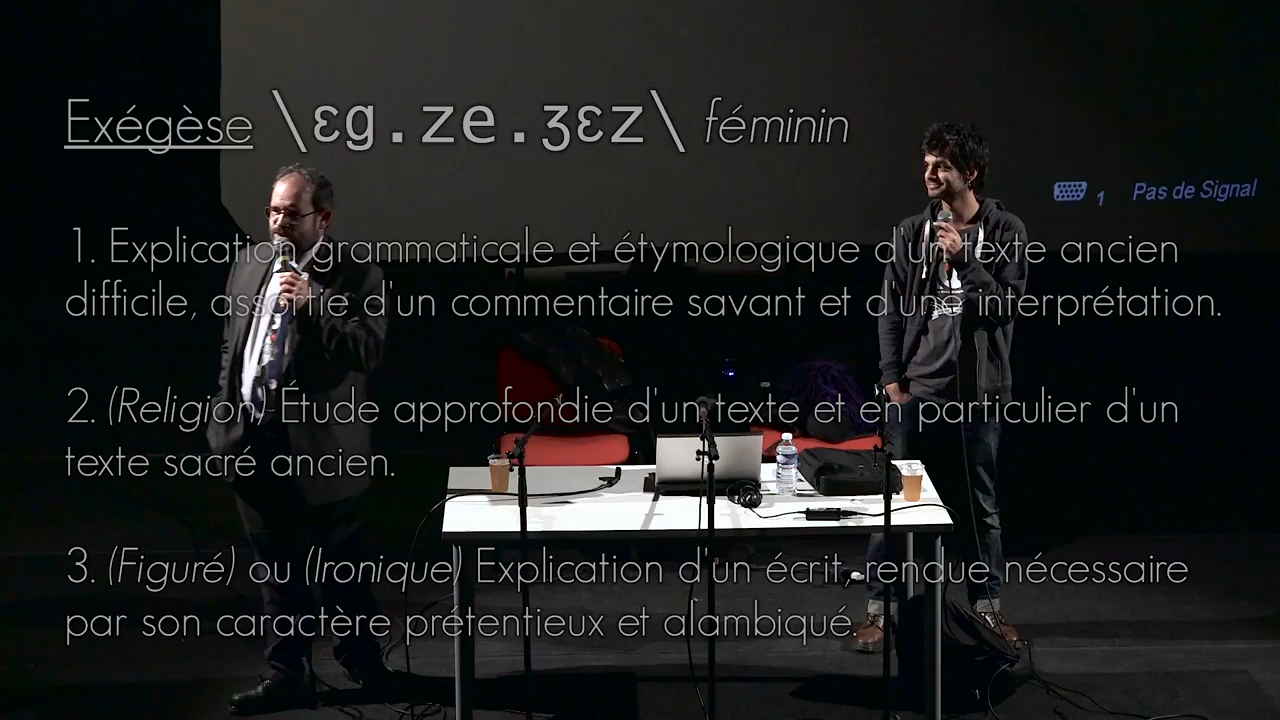 Exégèse \ɛg.ze.ʒɛz\ féminin
1 Pas de Signal
1. Explication grammaticale et étymologique d'un texte ancien
difficile, assortie d'un commentaire savant et d'une interprétation.
2. (Religion) Étude approfondie d'un texte et en particulier d'un
texte sacré ancien.
3. (Figuré) ou (Ironique) Explication d'un écrit, rendue nécessaire
par son caractère prétentieux et alambiqué.